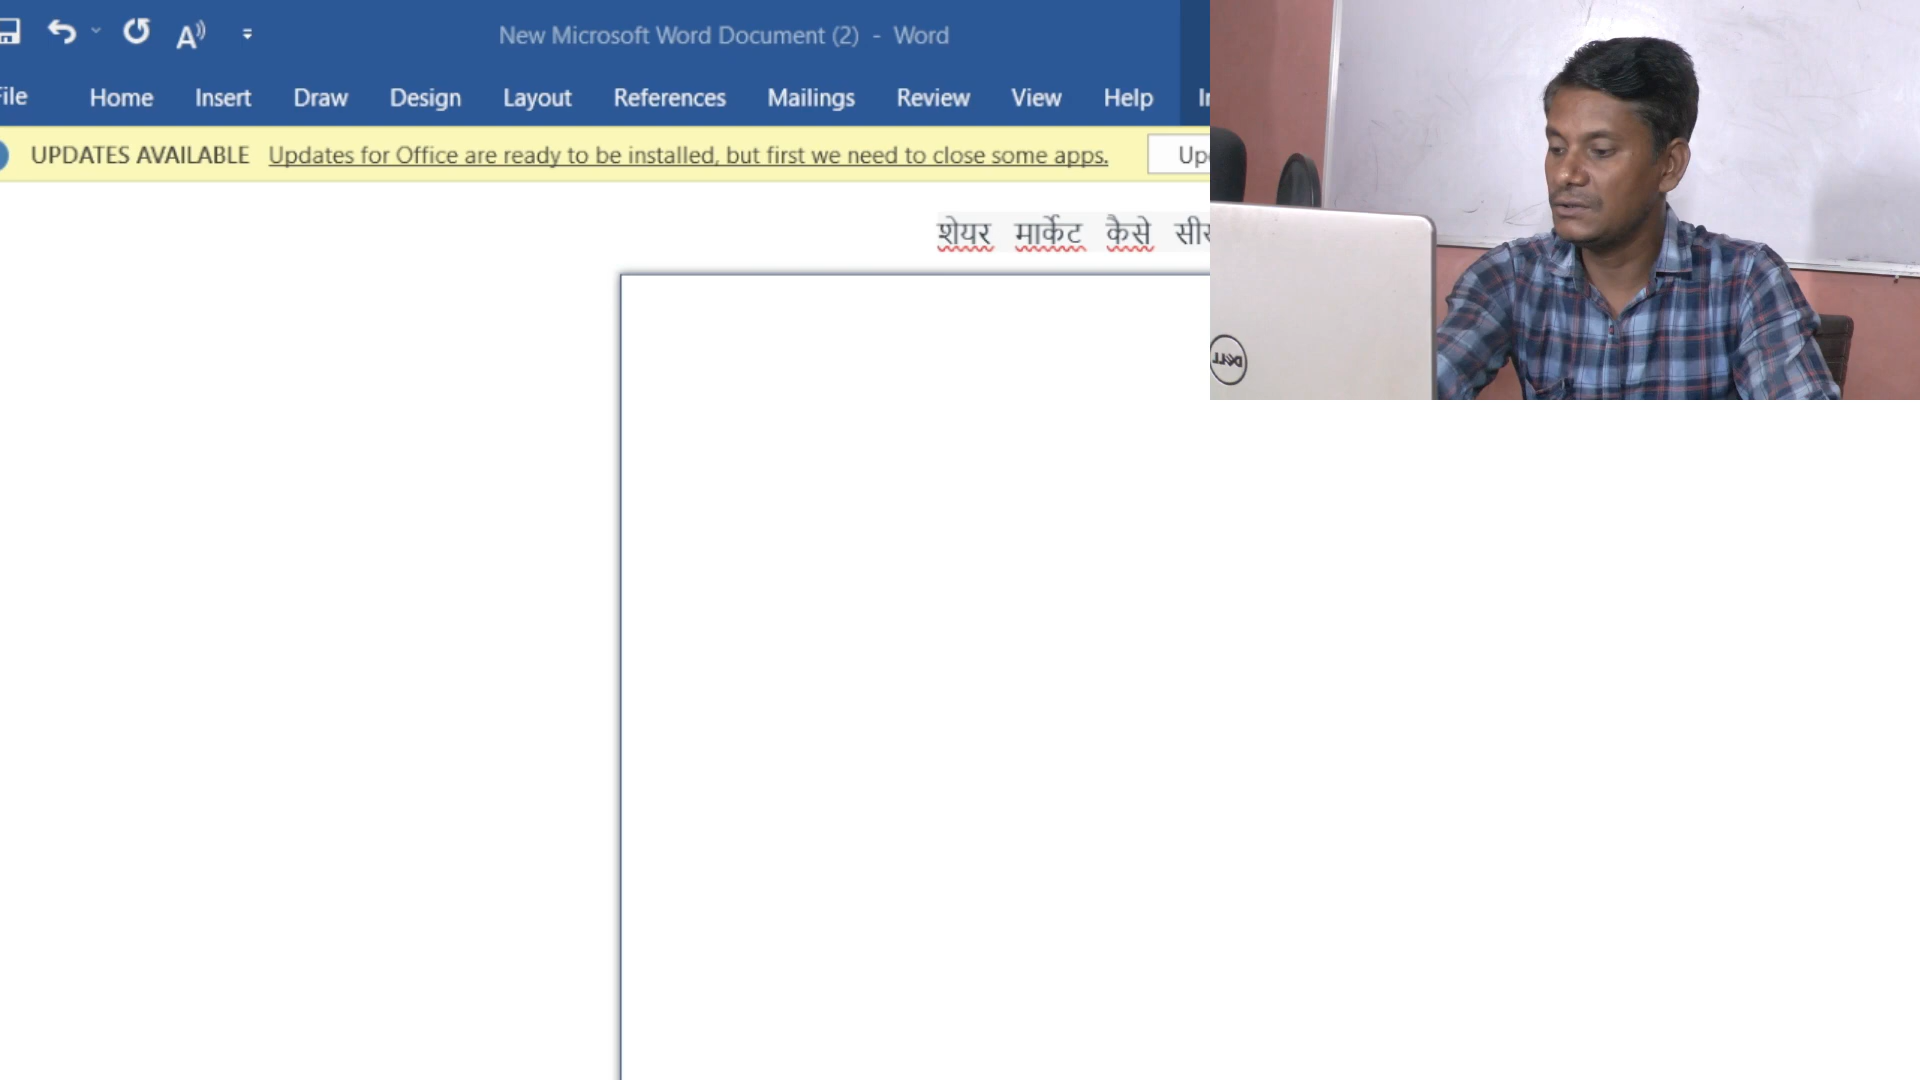 New Microsoft Word Document (2) - Word
File Home Insert Draw Design Layout References Mailings Review View Help
UPDATES AVAILABLE Updates for Office are ready to be installed, but first we need to close some apps.
शेयर मार्केट कैसे
DELL